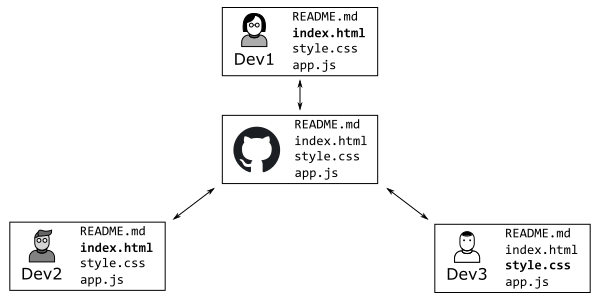 README.md
index.html
style.css
app.js
Dev1
README.md
index.html
style.css
app.js
README.md
index.html
style.css
app.js
Dev2
README.md
index.html
style.css
app.js
Dev3